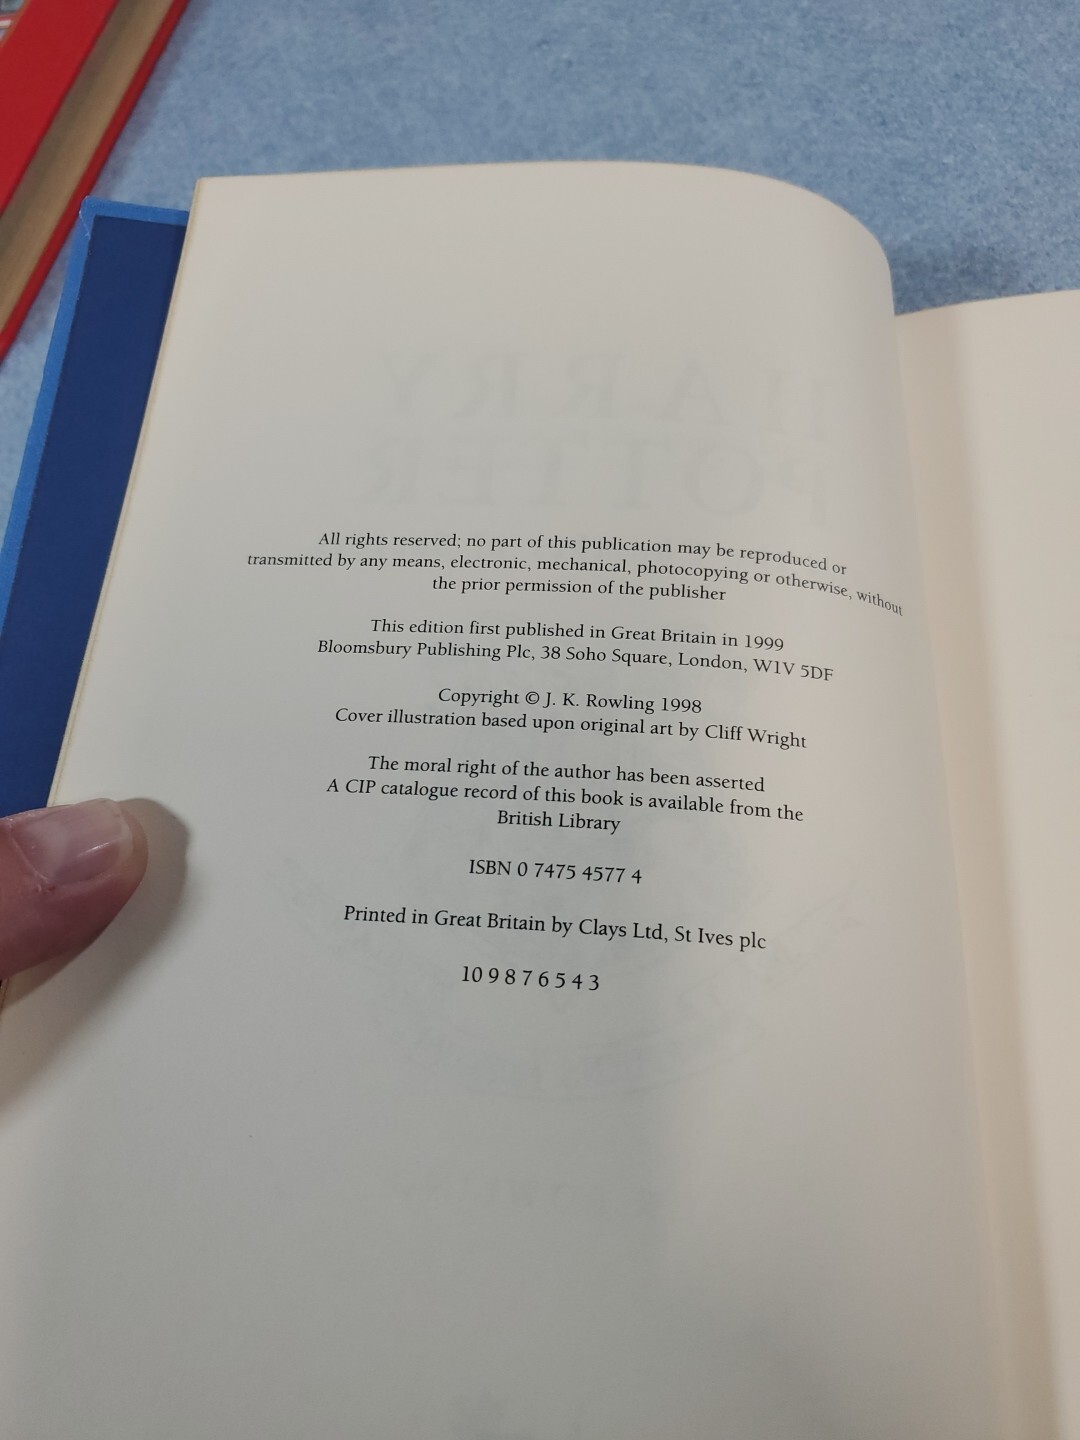 All rights reserved; no part of this publication may be reproduced or
transmitted by any means, electronic, mechanical, photocopying or otherwise, without
the prior permission of the publisher
This edition first published in Great Britain in 1999
Bloomsbury Publishing Plc, 38 Soho Square, London, W1V 5DF
Copyright © J. K. Rowling 1998
Cover illustration based upon original art by Cliff Wright
The moral right of the author has been asserted
A CIP catalogue record of this book is available from the
British Library
ISBN 0 7475 4577 4
Printed in Great Britain by Clays Ltd, St Ives plc
10 9 8 7 6 5 4 3